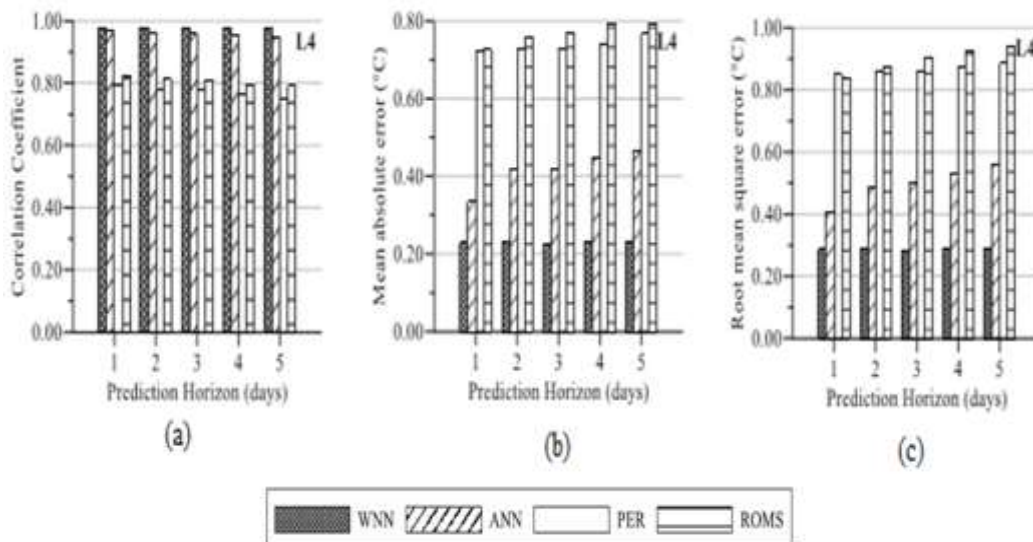 Correlation Coefficient
1.00
0.80
0.60
0.40
0.20
0.00
L4
1 2 3 4 5
Prediction Horizon (days)
(a)
Mean absolute error (°C)
0.80
0.60
0.40
0.20
0.00
L4
1 2 3 4 5
Prediction Horizon (days)
(b)
Root mean square error (°C)
1.00
0.80
0.60
0.40
0.20
0.00
L4
1 2 3 4 5
Prediction Horizon (days)
(c)
WNN ANN PER ROMS